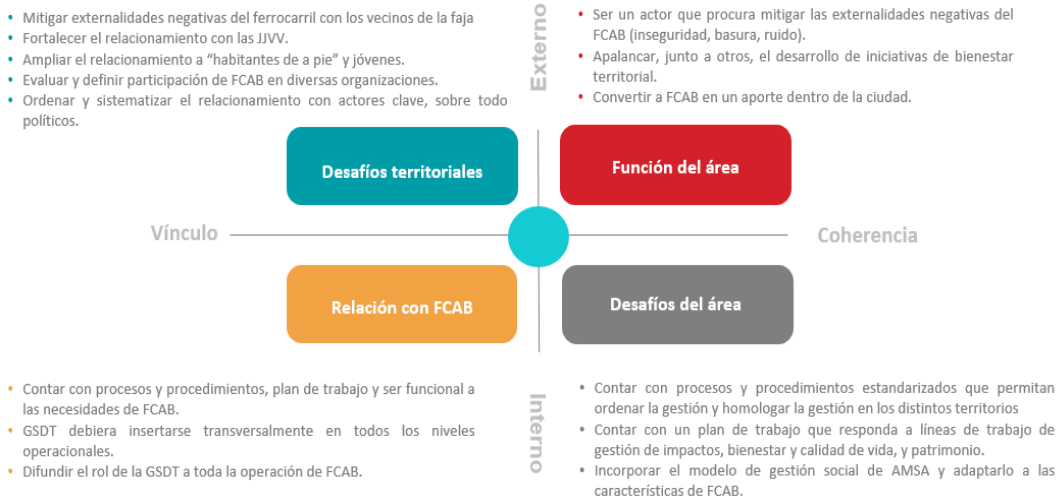 • Mitigar externalidades negativas del ferrocarril con los vecinos de la faja
• Fortalecer el relacionamiento con las JJVV.
• Ampliar el relacionamiento a “habitantes de a pie” y jóvenes.
• Evaluar y definir participación de FCAB en diversas organizaciones.
• Ordenar y sistematizar el relacionamiento con actores clave, sobre todo
políticos.
Externo
• Ser un actor que procura mitigar las externalidades negativas del
FCAB (inseguridad, basura, ruido).
• Apalancar, junto a otros, el desarrollo de iniciativas de bienestar
territorial.
• Convertir a FCAB en un aporte dentro de la ciudad.
Desafíos territoriales
Función del área
Vínculo
Coherencia
Relación con FCAB
Desafíos del área
• Contar con procesos y procedimientos, plan de trabajo y ser funcional a
las necesidades de FCAB.
• GSDT debiera insertarse transversalmente en todos los niveles
operacionales.
• Difundir el rol de la GSDT a toda la operación de FCAB.
Interno
• Contar con procesos y procedimientos estandarizados que permitan
ordenar la gestión y homologar la gestión en los distintos territorios
• Contar con un plan de trabajo que responda a líneas de trabajo de
gestión de impactos, bienestar y calidad de vida, y patrimonio.
• Incorporar el modelo de gestión social de AMSA y adaptarlo a las
características de FCAB.